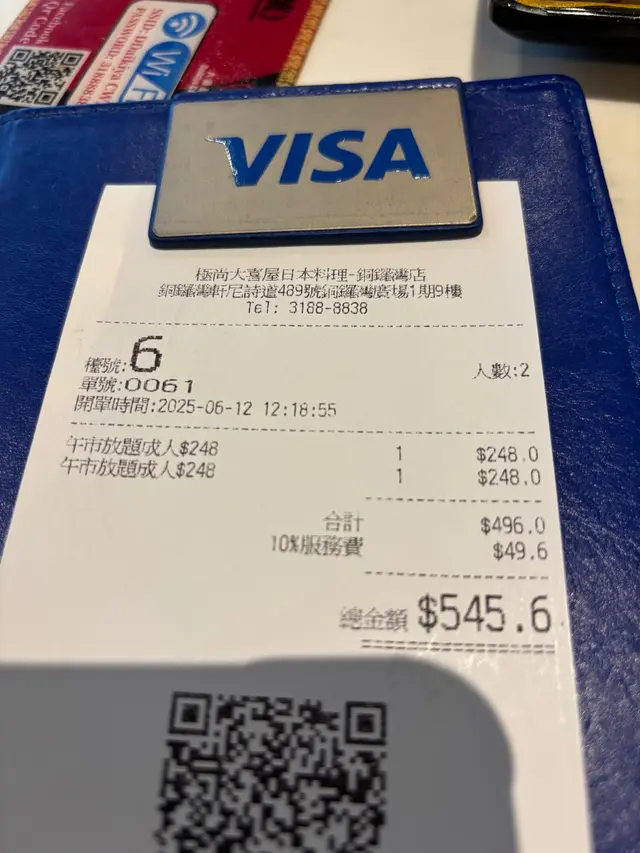 Facebook
QR Code
WiFi
VISA
極尚大喜屋日本料理-銅鑼灣店
銅鑼灣軒尼詩道489號銅鑼灣廣場1期9樓
Tel: 3188-8838
檯號:6
人數:2
單號:0061
開單時間:2025-06-12 12:18:55
午市放題成人$248 1 $248.0
午市放題成人$248 1 $248.0
合計 $496.0
10%服務費 $49.6
總金額 $545.6